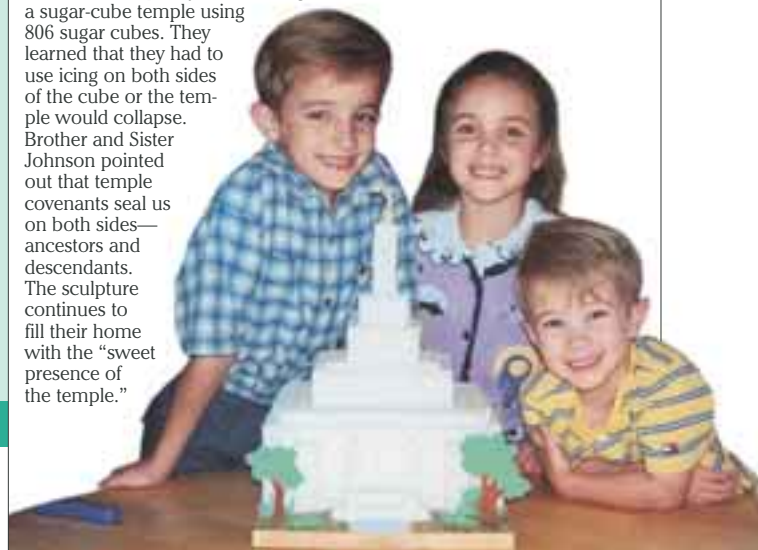 a sugar-cube temple using
806 sugar cubes. They
learned that they had to
use icing on both sides
of the cube or the tem-
ple would collapse.
Brother and Sister
Johnson pointed
out that temple
covenants seal us
on both sides—
ancestors and
descendants.
The sculpture
continues to
fill their home
with the “sweet
presence of
the temple.”